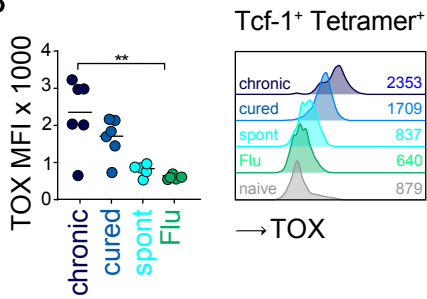 Tcf-1⁺ Tetramer⁺
TOX MFI x 1000
4
3
2
1
0
**
chronic
cured
spont
Flu
chronic 2353
cured 1709
spont 837
Flu 640
naive 879
→TOX